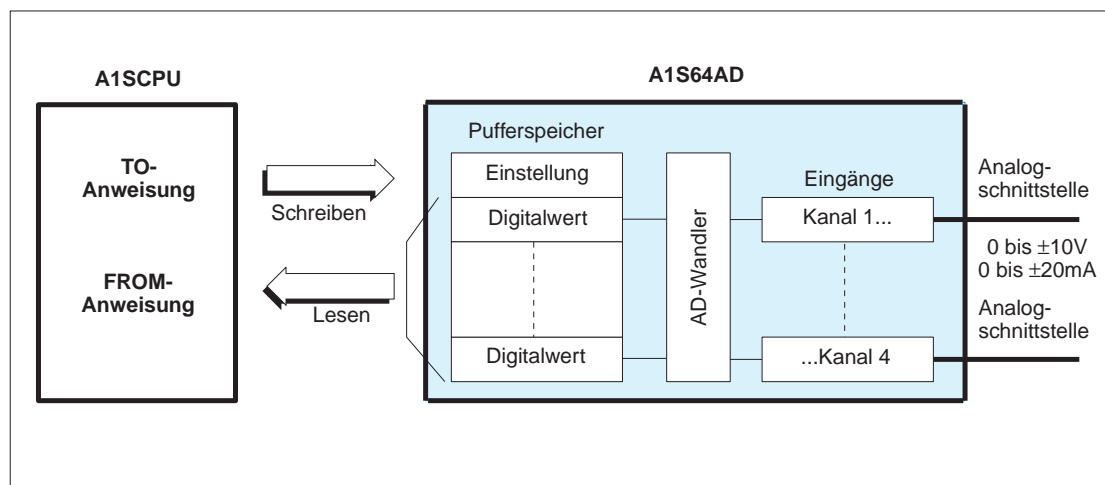 A1SCPU
A1S64AD
TO-
Anweisung
FROM-
Anweisung
Schreiben
Lesen
Pufferspeicher
Einstellung
Digitalwert
Digitalwert
AD-Wandler
Eingänge
Kanal 1...
...Kanal 4
Analog-
schnittstelle
0 bis ±10V
0 bis ±20mA
Analog-
schnittstelle